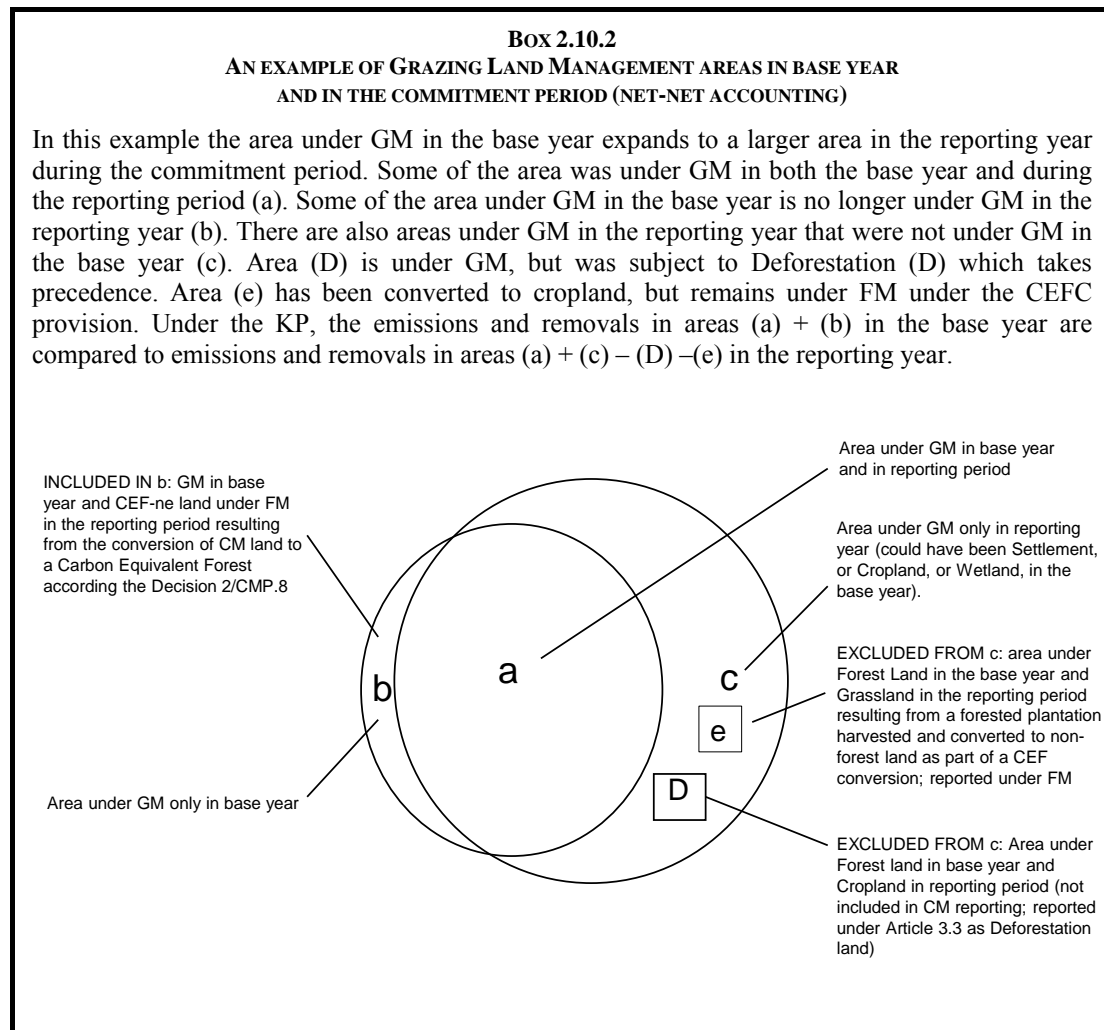 BOX 2.10.2
AN EXAMPLE OF GRAZING LAND MANAGEMENT AREAS IN BASE YEAR
AND IN THE COMMITMENT PERIOD (NET-NET ACCOUNTING)
In this example the area under GM in the base year expands to a larger area in the reporting year
during the commitment period. Some of the area was under GM in both the base year and during
the reporting period (a). Some of the area under GM in the base year is no longer under GM in the
reporting year (b). There are also areas under GM in the reporting year that were not under GM in
the base year (c). Area (D) is under GM, but was subject to Deforestation (D) which takes
precedence. Area (e) has been converted to cropland, but remains under FM under the CEFC
provision. Under the KP, the emissions and removals in areas (a) + (b) in the base year are
compared to emissions and removals in areas (a) + (c) – (D) –(e) in the reporting year.
INCLUDED IN b: GM in base
year and CEF-ne land under FM
in the reporting period resulting
from the conversion of CM land to
a Carbon Equivalent Forest
according the Decision 2/CMP.8
Area under GM only in base year
b
a
c
e
D
Area under GM in base year
and in reporting period
Area under GM only in reporting
year (could have been Settlement,
or Cropland, or Wetland, in the
base year).
EXCLUDED FROM c: area under
Forest Land in the base year and
Grassland in the reporting period
resulting from a forested plantation
harvested and converted to non-
forest land as part of a CEF
conversion; reported under FM
EXCLUDED FROM c: Area under
Forest land in base year and
Cropland in reporting period (not
included in CM reporting; reported
under Article 3.3 as Deforestation
land)